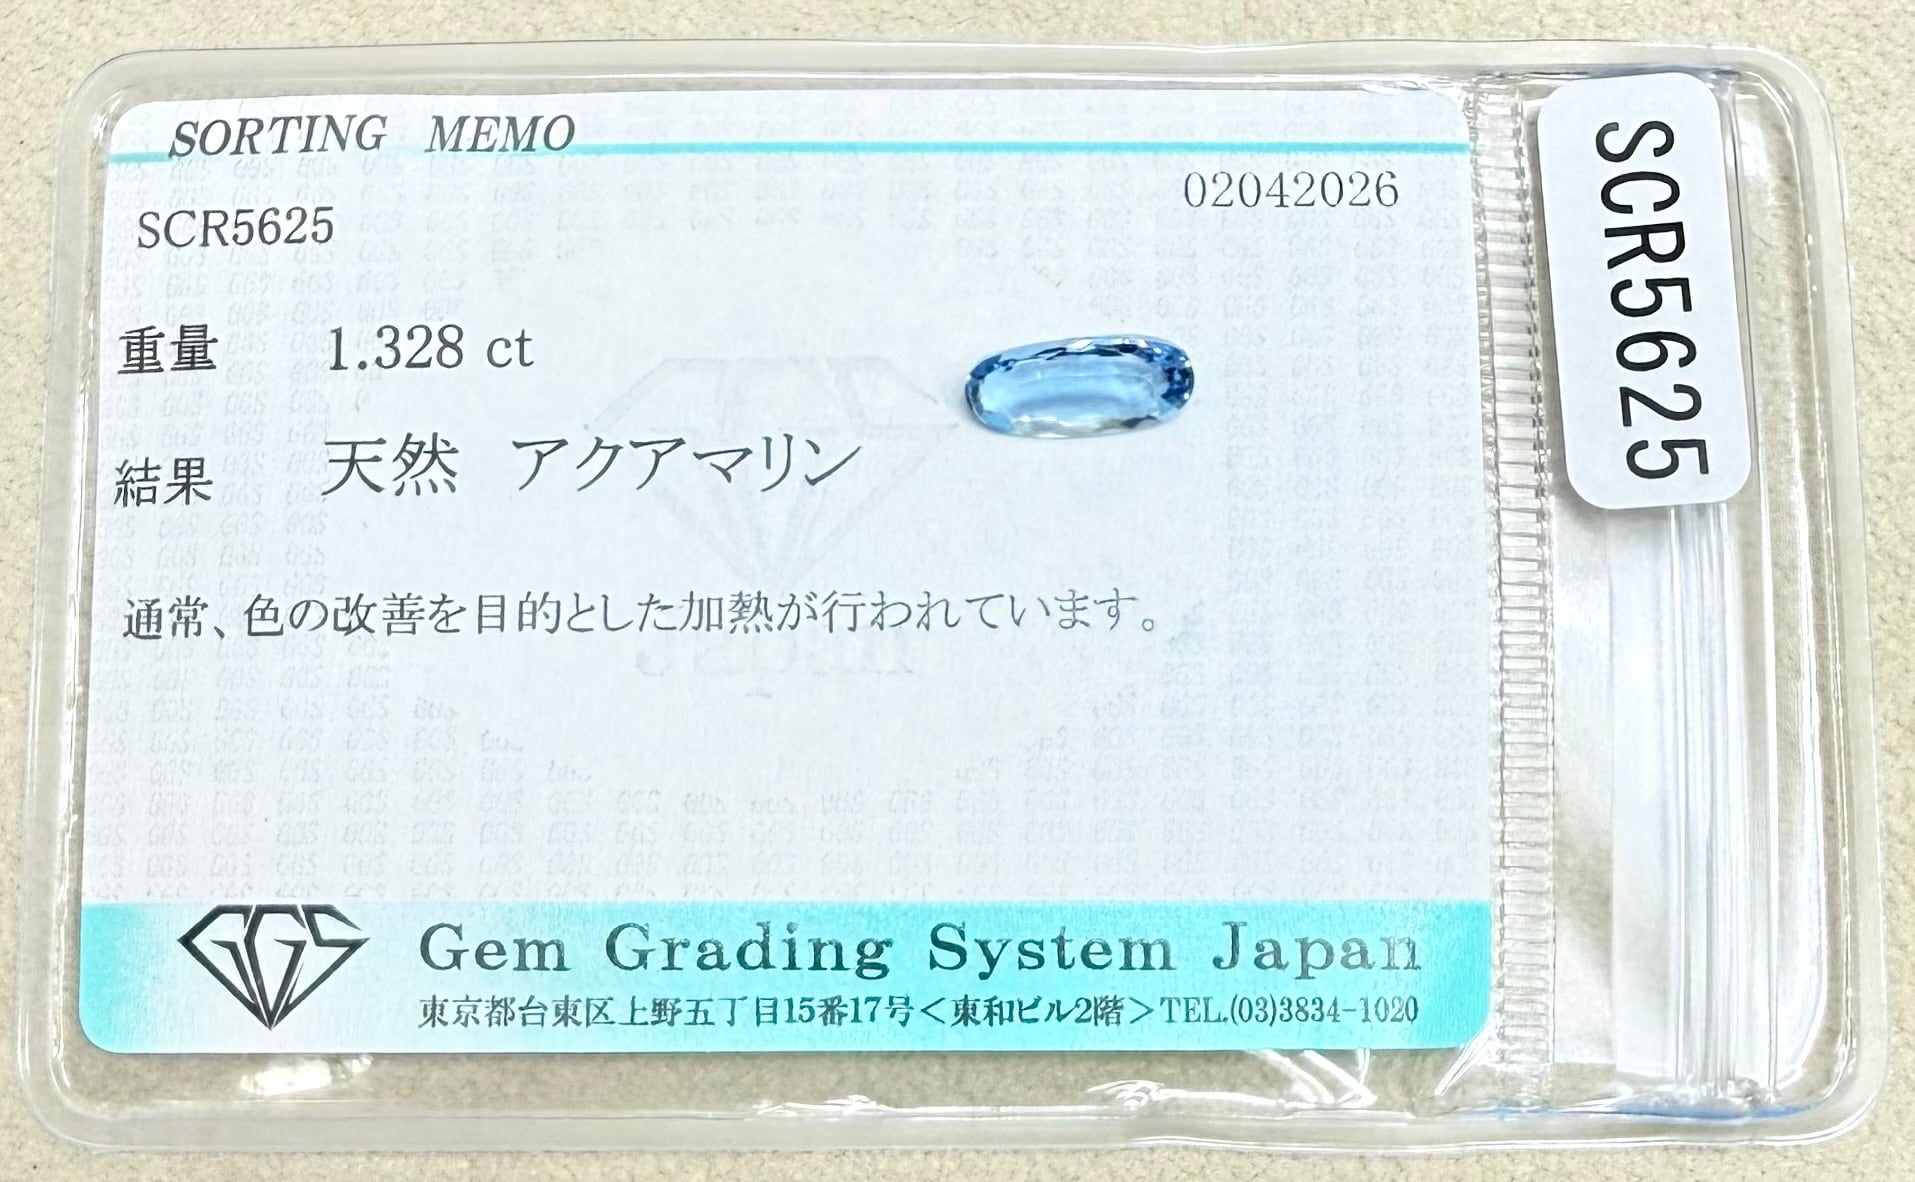 SORTING MEMO
02042026
SCR5625
重量 1.328 ct
結果 天然 アクアマリン
通常、色の改善を目的とした加熱が行われています。
GGS
Gem Grading System Japan
東京都台東区上野五丁目15番17号＜東和ビル2階＞TEL.(03)3834-1020
SCR5625